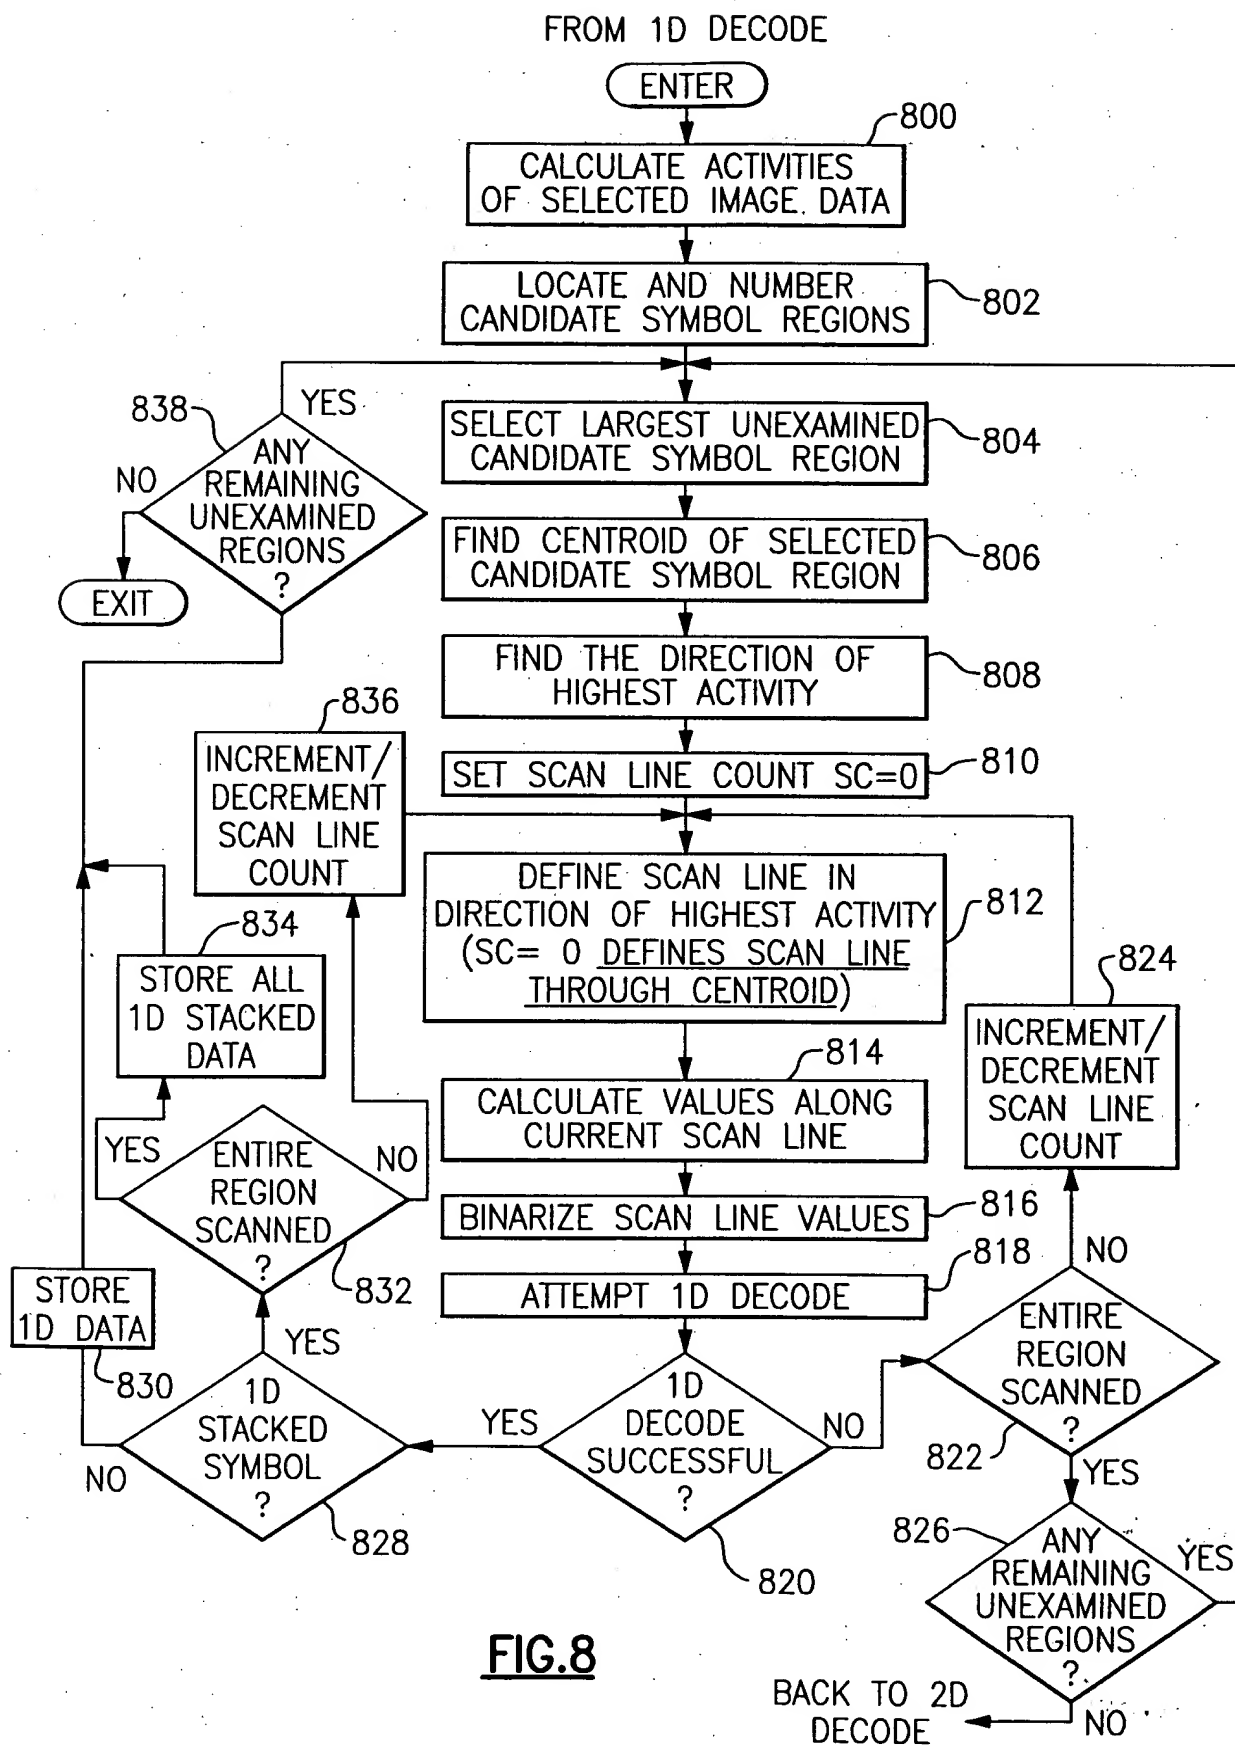 FROM 1D DECODE
ENTER
800
CALCULATE ACTIVITIES
OF SELECTED IMAGE DATA
LOCATE AND NUMBER
CANDIDATE SYMBOL REGIONS
802
838
YES
ANY
REMAINING
UNEXAMINED
REGIONS
?
NO
EXIT
SELECT LARGEST UNEXAMINED
CANDIDATE SYMBOL REGION
804
FIND CENTROID OF SELECTED
CANDIDATE SYMBOL REGION
806
FIND THE DIRECTION OF
HIGHEST ACTIVITY
808
836
INCREMENT/
DECREMENT
SCAN LINE
COUNT
SET SCAN LINE COUNT SC=0
810
DEFINE SCAN LINE IN
DIRECTION OF HIGHEST ACTIVITY
(SC= 0 DEFINES SCAN LINE
THROUGH CENTROID)
812
834
STORE ALL
1D STACKED
DATA
824
INCREMENT/
DECREMENT
SCAN LINE
COUNT
814
CALCULATE VALUES ALONG
CURRENT SCAN LINE
YES
ENTIRE
REGION
SCANNED
?
NO
832
BINARIZE SCAN LINE VALUES
816
818
ATTEMPT 1D DECODE
NO
STORE
1D DATA
830
YES
1D
STACKED
SYMBOL
?
NO
828
YES
1D
DECODE
SUCCESSFUL
?
NO
820
ENTIRE
REGION
SCANNED
?
822
YES
826
ANY
REMAINING
UNEXAMINED
REGIONS
?
YES
NO
BACK TO 2D
DECODE
FIG.8